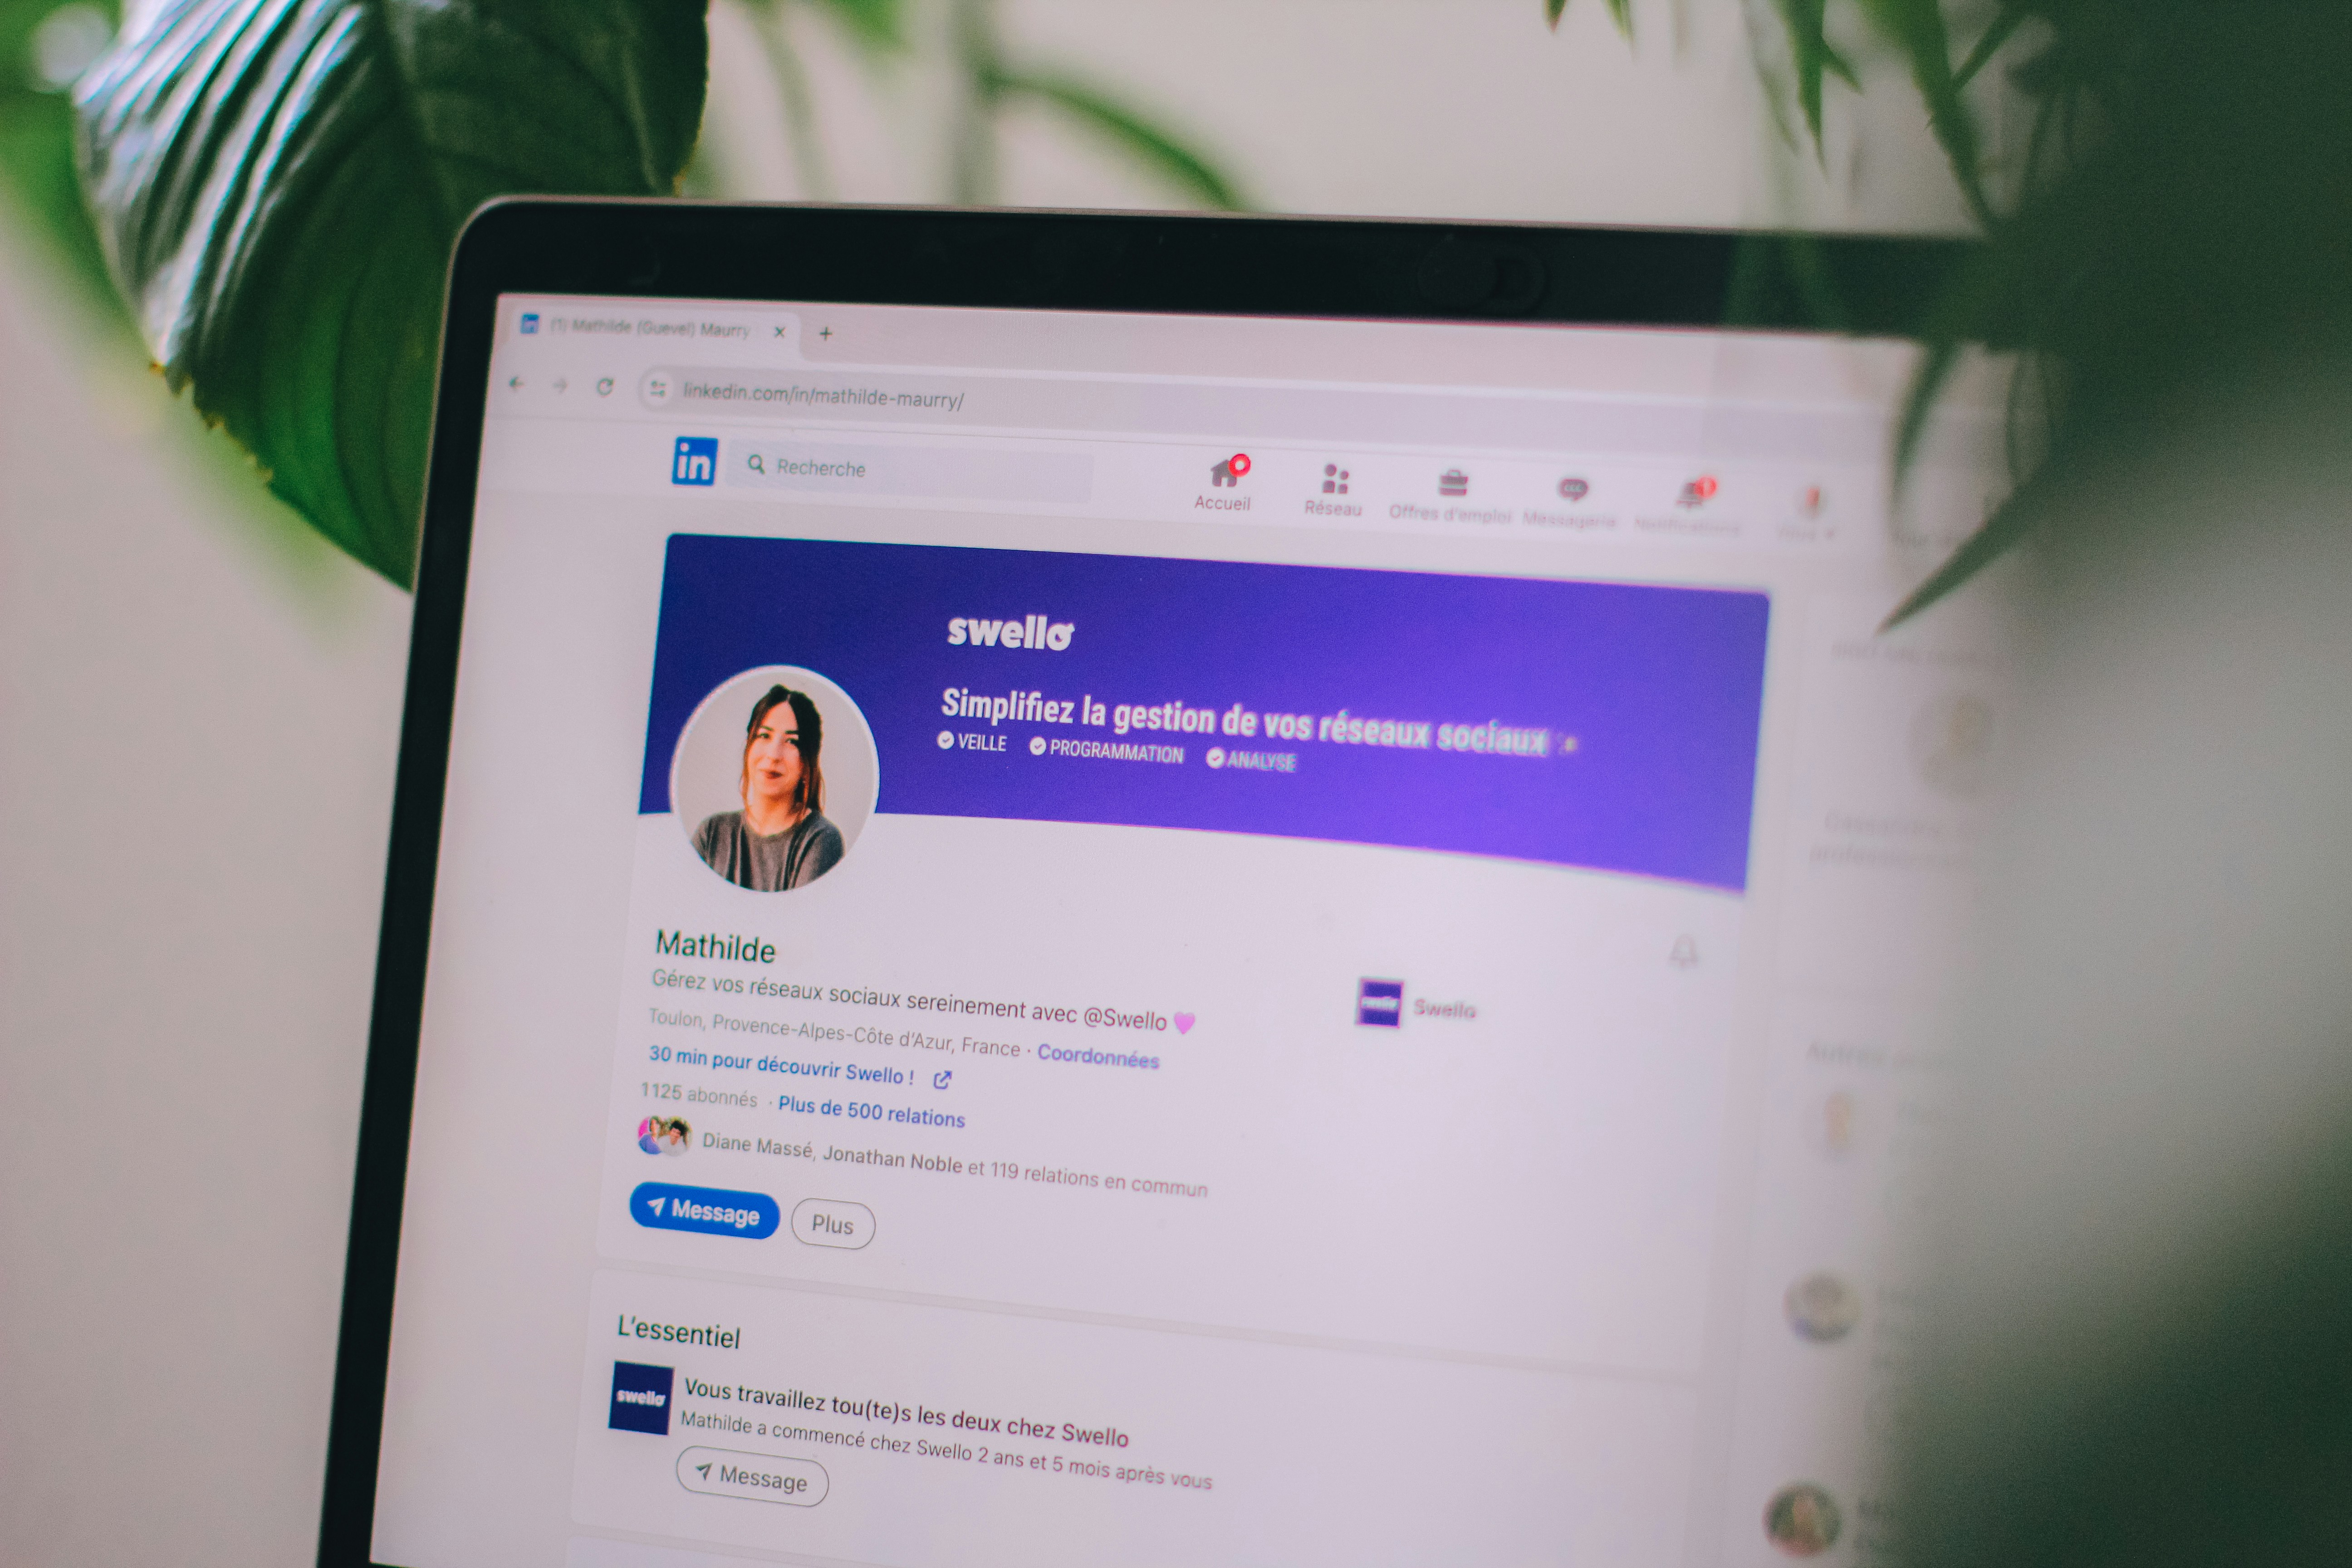 (1) Mathilde (Guevel) Maurry
linkedin.com/in/mathilde-maurry/
in
Recherche
Accueil
Réseau
Offres d'emploi
Messagerie
Notifications
swello
Simplifiez la gestion de vos réseaux sociaux
VEILLE PROGRAMMATION ANALYSE
Mathilde
Gérez vos réseaux sociaux sereinement avec @Swello
Swello
Toulon, Provence-Alpes-Côte d'Azur, France · Coordonnées
30 min pour découvrir Swello !
1125 abonnés · Plus de 500 relations
Diane Massé, Jonathan Noble et 119 relations en commun
Message
Plus
L'essentiel
swello
Vous travaillez tou(te)s les deux chez Swello
Mathilde a commencé chez Swello 2 ans et 5 mois après vous
Message